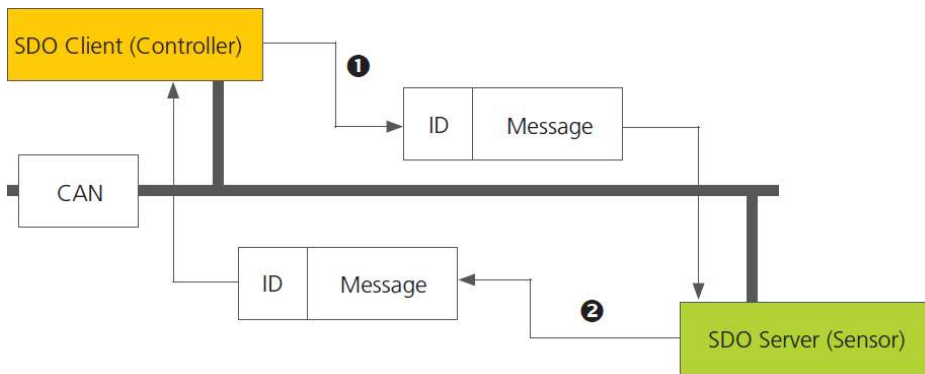 SDO Client (Controller)
❶
ID Message
CAN
ID Message
❷
SDO Server (Sensor)